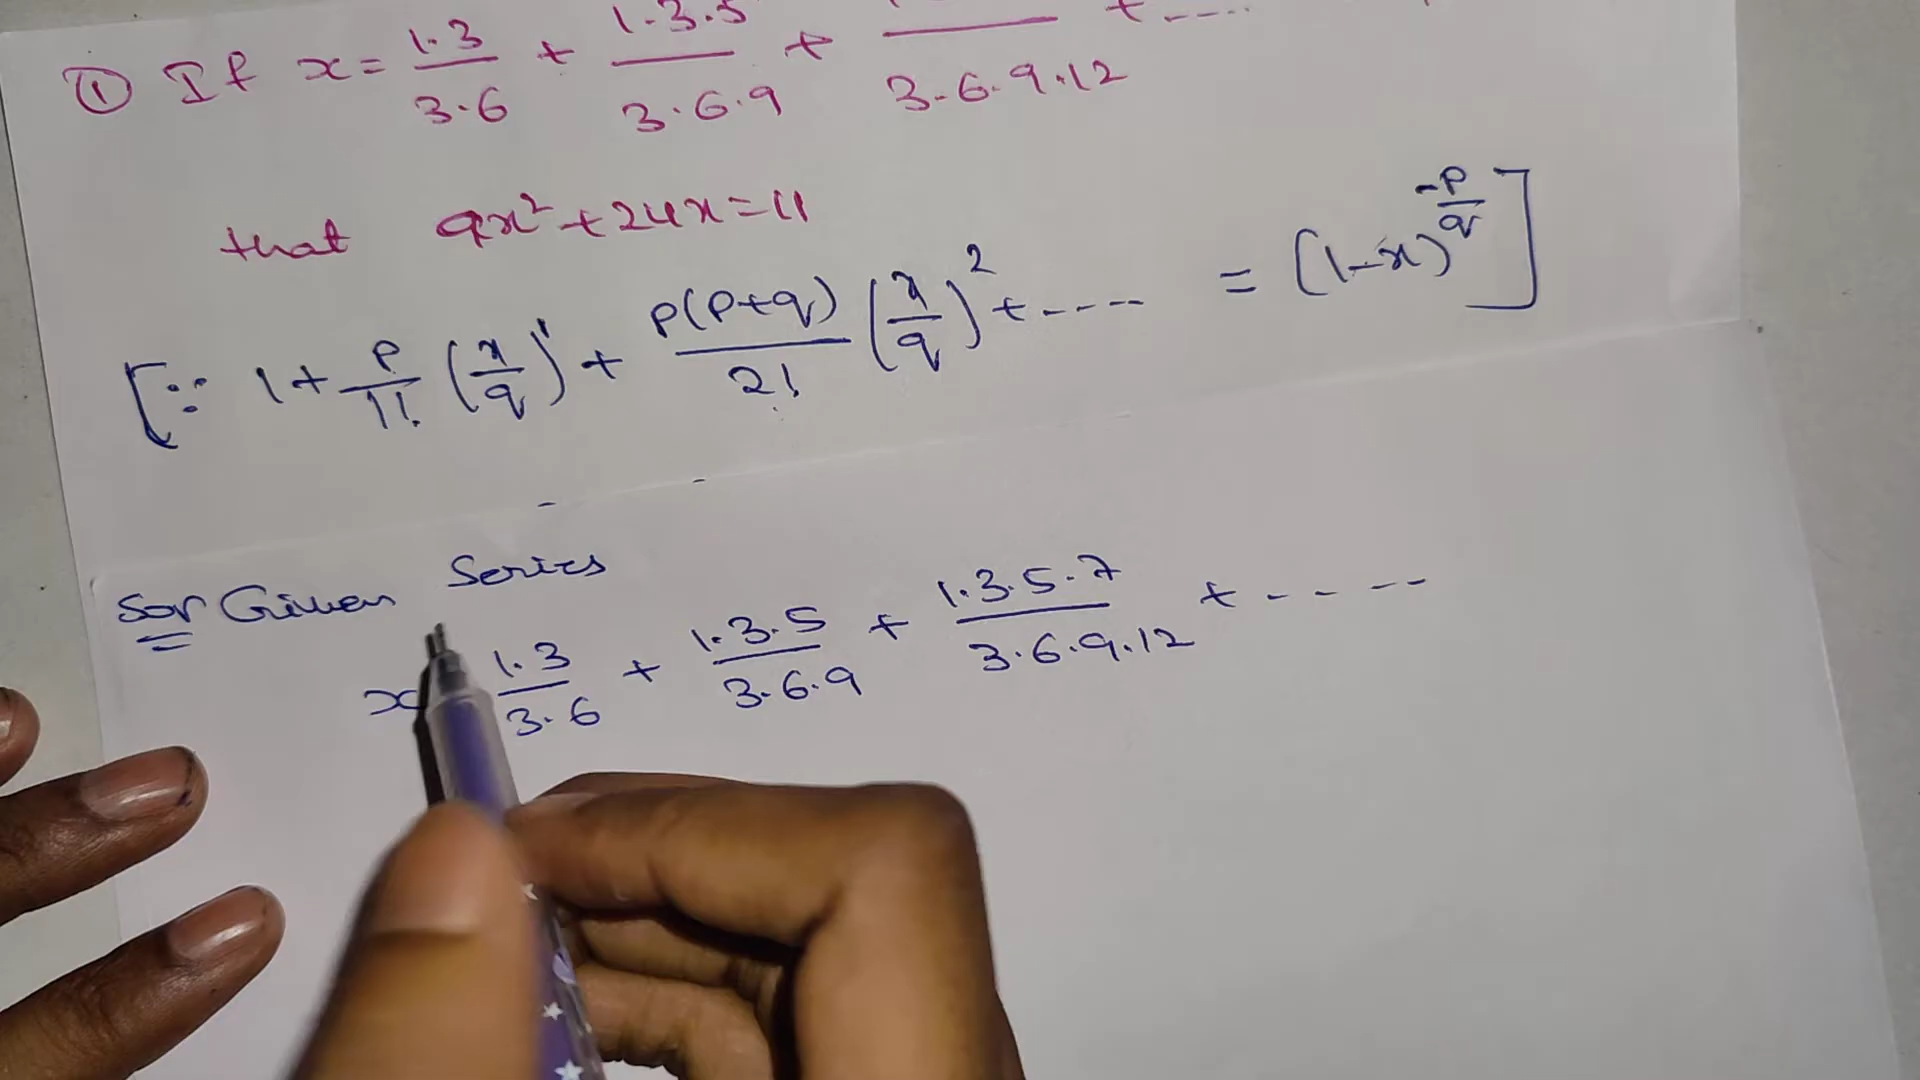 ① If x = 1.3/3.6 + 1.3.5/3.6.9 + /3.6.9.12 + ....
that 9x² + 24x = 11
[∵ 1 + P/1! (x/q)¹ + P(P+q)/2! (x/q)² + ---- = (1-x)^(-P/q)]
Sol Given Series
x 1.3/3.6 + 1.3.5/3.6.9 + 1.3.5.7/3.6.9.12 + - - - -